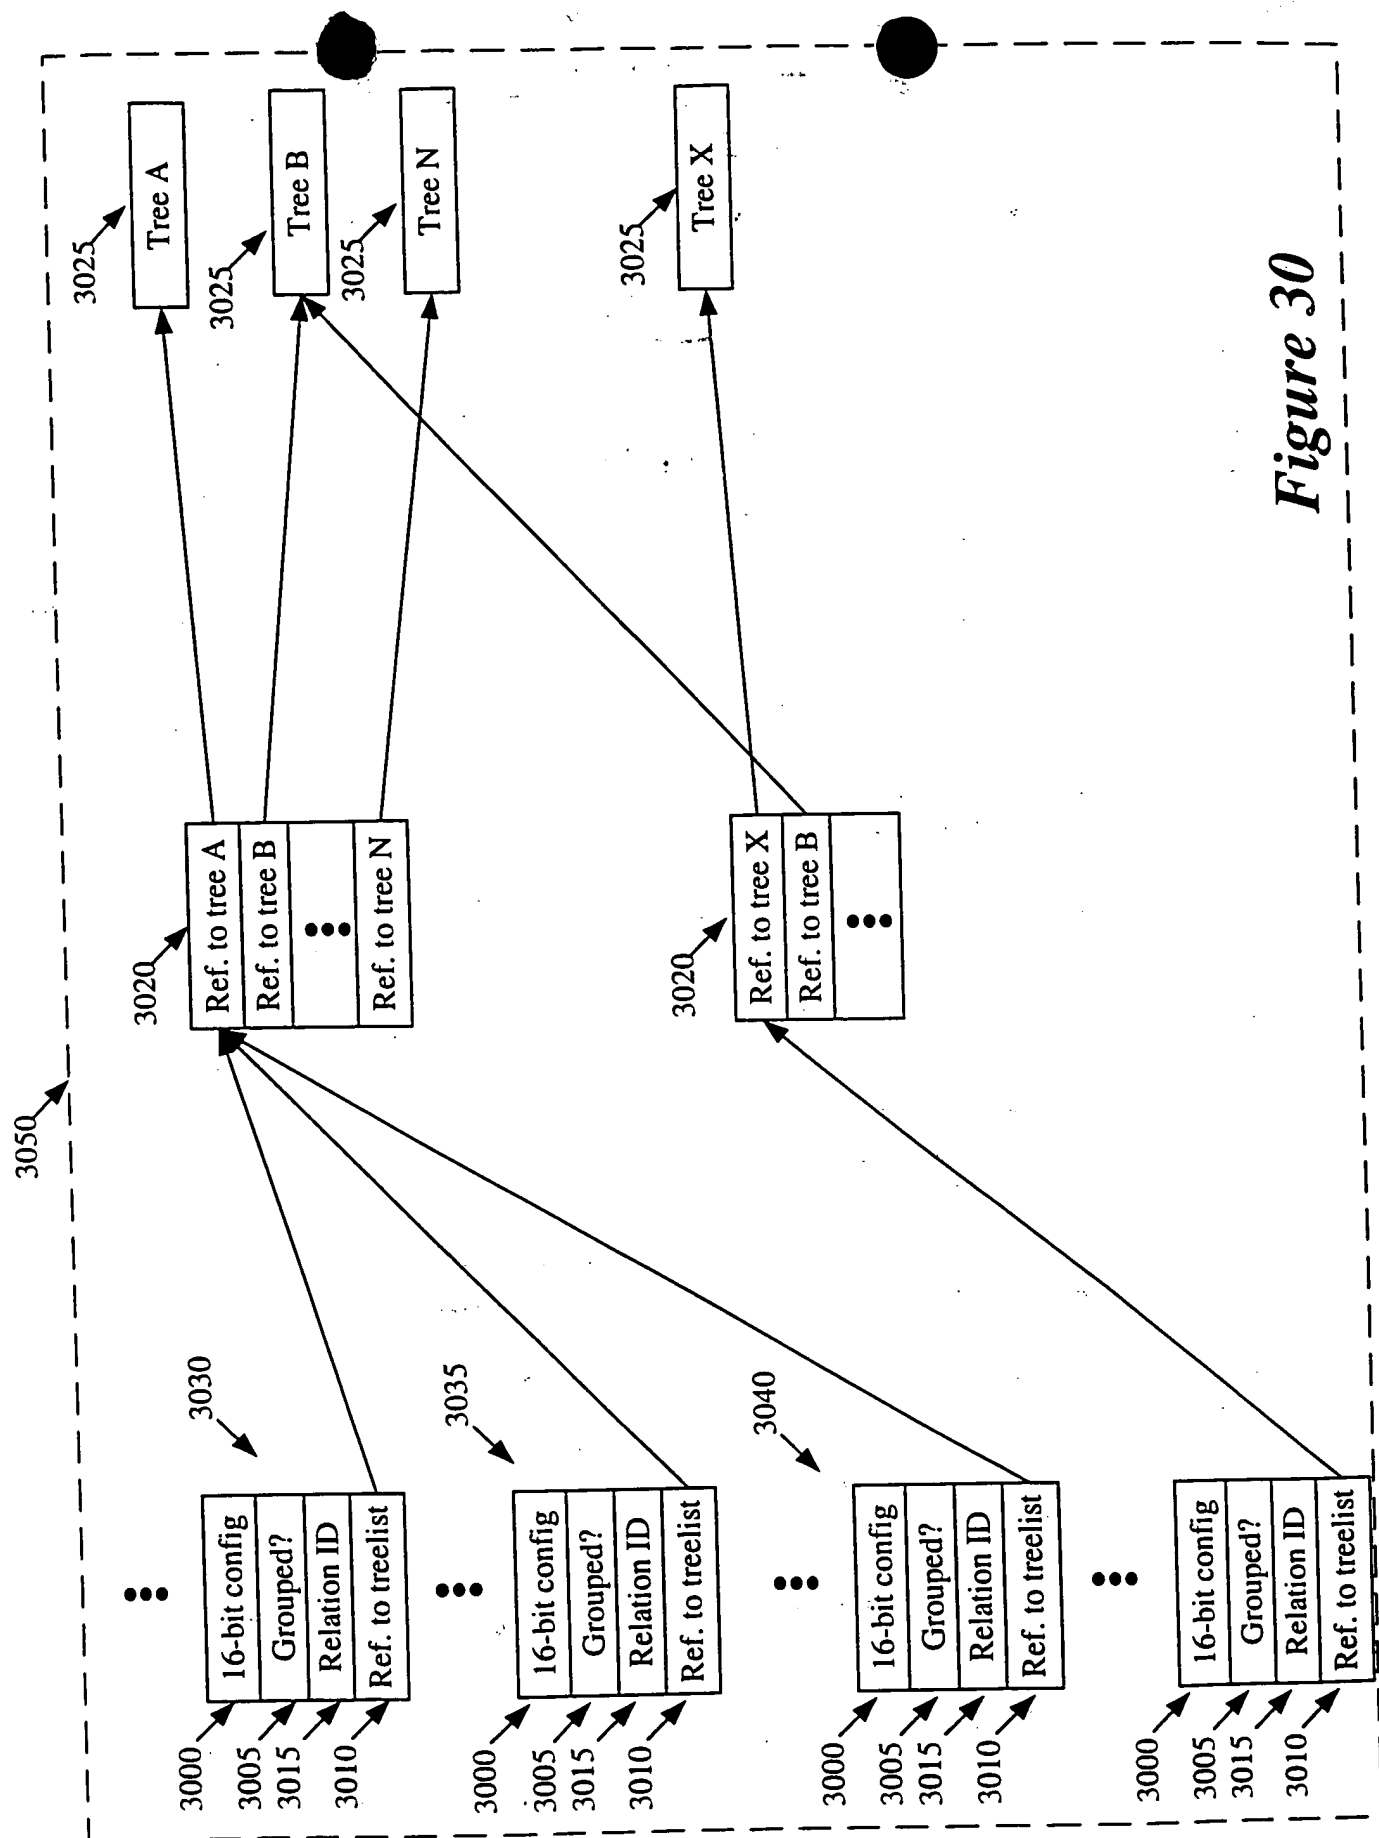 3050
3030
3000
16-bit config
3005
Grouped?
3015
Relation ID
3010
Ref. to treelist
3035
3000
16-bit config
3005
Grouped?
3015
Relation ID
3010
Ref. to treelist
3040
3000
16-bit config
3005
Grouped?
3015
Relation ID
3010
Ref. to treelist
3000
16-bit config
3005
Grouped?
3015
Relation ID
3010
Ref. to treelist
3020
Ref. to tree A
Ref. to tree B
Ref. to tree N
3020
Ref. to tree X
Ref. to tree B
3025
Tree A
3025
Tree B
3025
Tree N
3025
Tree X
Figure 30